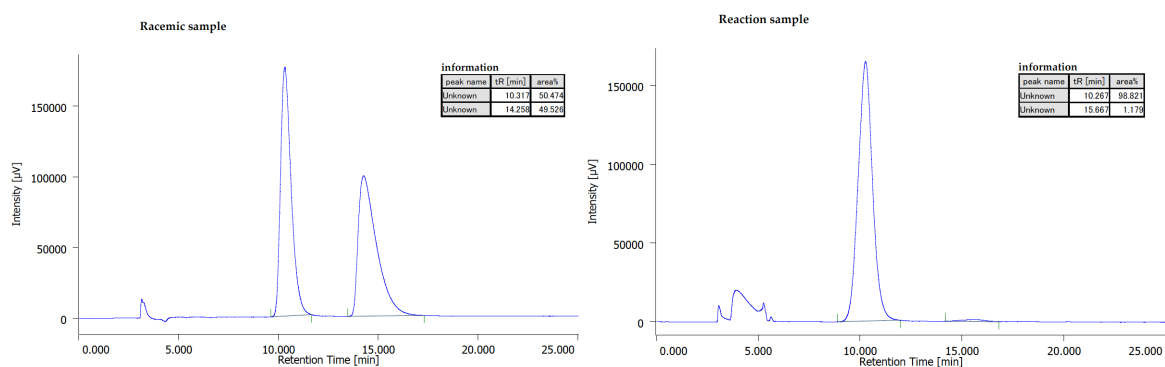 Racemic sample
information
peak name tR [min] area%
Unknown 10.317 50.474
Unknown 14.258 49.526
150000
100000
50000
0
Intensity [µV]
0.000 5.000 10.000 15.000 20.000 25.000
Retention Time [min]
Reaction sample
information
peak name tR [min] area%
Unknown 10.267 98.821
Unknown 15.667 1.179
150000
100000
50000
0
Intensity [µV]
0.000 5.000 10.000 15.000 20.000 25.000
Retention Time [min]